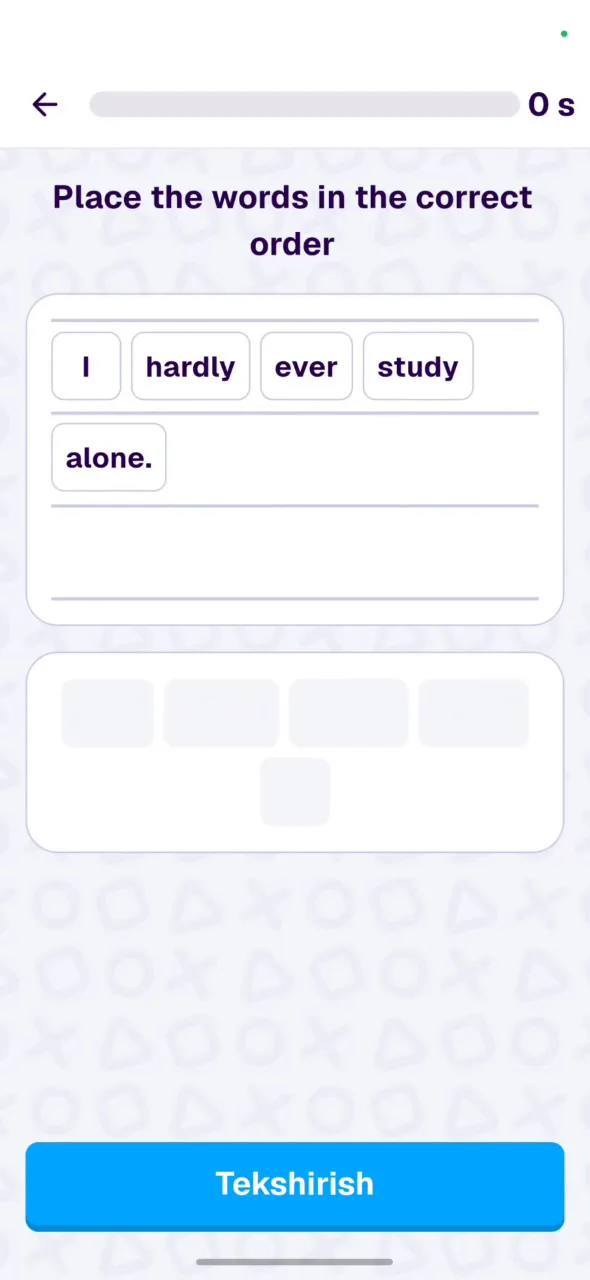 0 s
Place the words in the correct
order
I hardly ever study
alone.
Tekshirish